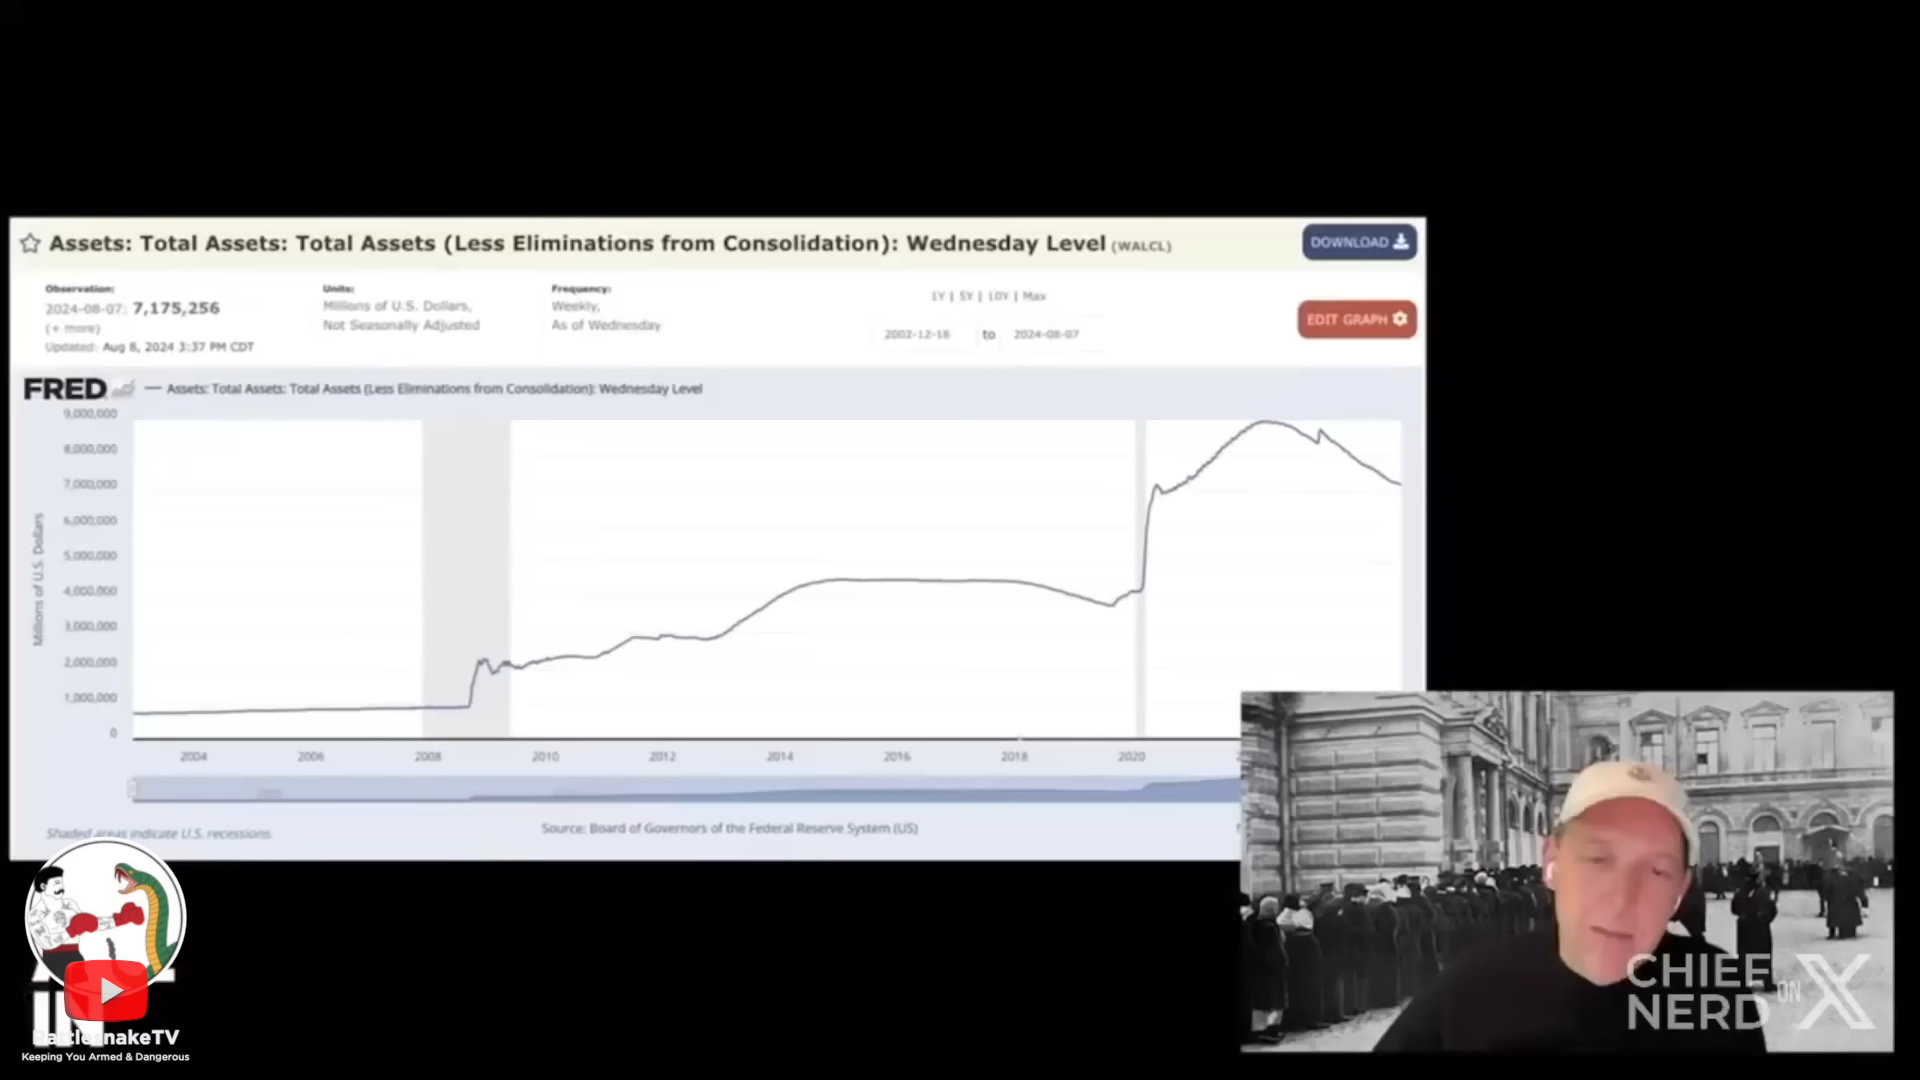 Assets: Total Assets: Total Assets (Less Eliminations from Consolidation): Wednesday Level (WALCL)
DOWNLOAD
Observation:
2024-08-07: 7,175,256
(+ more)
Updated: Aug 8, 2024 3:37 PM CDT
Units:
Millions of U.S. Dollars,
Not Seasonally Adjusted
Frequency:
Weekly,
As of Wednesday
1Y | 5Y | 10Y | Max
2002-12-18 to 2024-08-07
EDIT GRAPH
FRED
Assets: Total Assets: Total Assets (Less Eliminations from Consolidation): Wednesday Level
Millions of U.S. Dollars
9,000,000
8,000,000
7,000,000
6,000,000
5,000,000
4,000,000
3,000,000
2,000,000
1,000,000
0
2004 2006 2008 2010 2012 2014 2016 2018 2020
Shaded areas indicate U.S. recessions.
Source: Board of Governors of the Federal Reserve System (US)
IN
Keeping You Armed & Dangerous
CHIEF
NERD
ON X